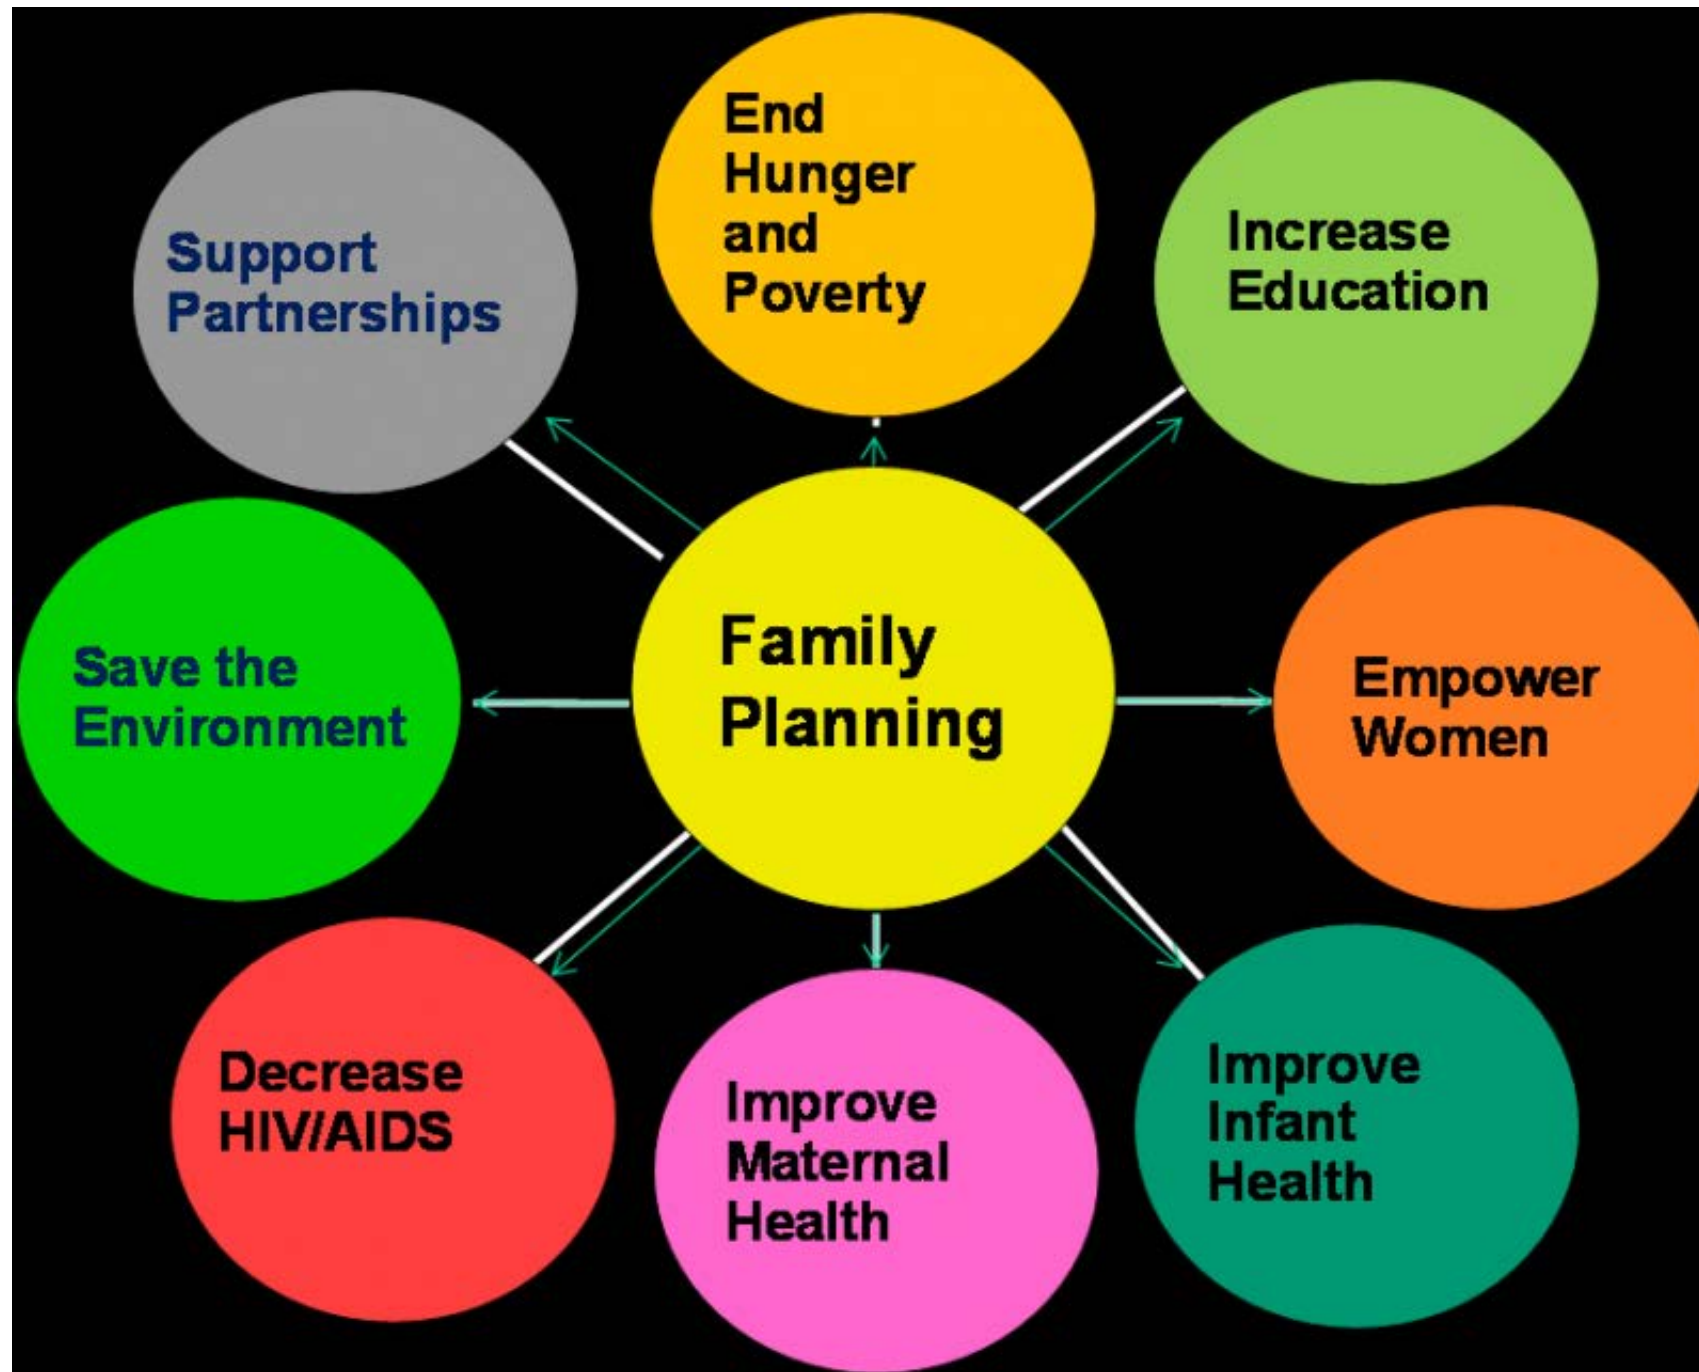 End
Hunger
and
Poverty
Increase
Education
Empower
Women
Improve
Infant
Health
Improve
Maternal
Health
Decrease
HIV/AIDS
Save the
Environment
Support
Partnerships
Family
Planning